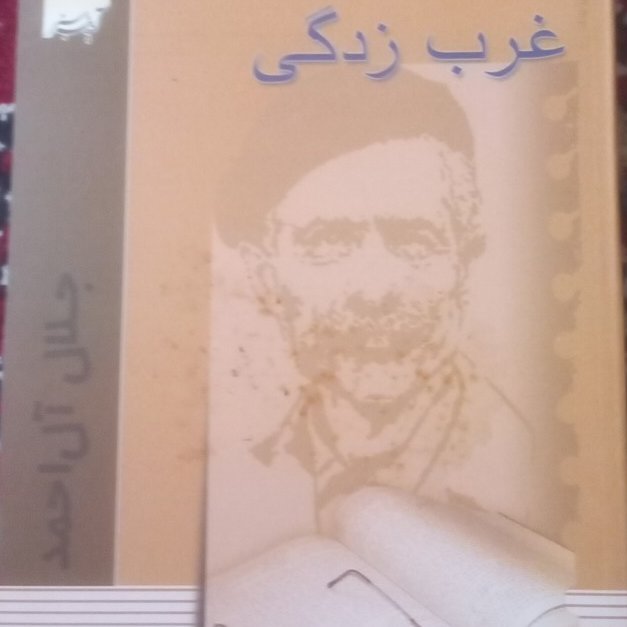 غرب زدگی
جلال آل‌احمد